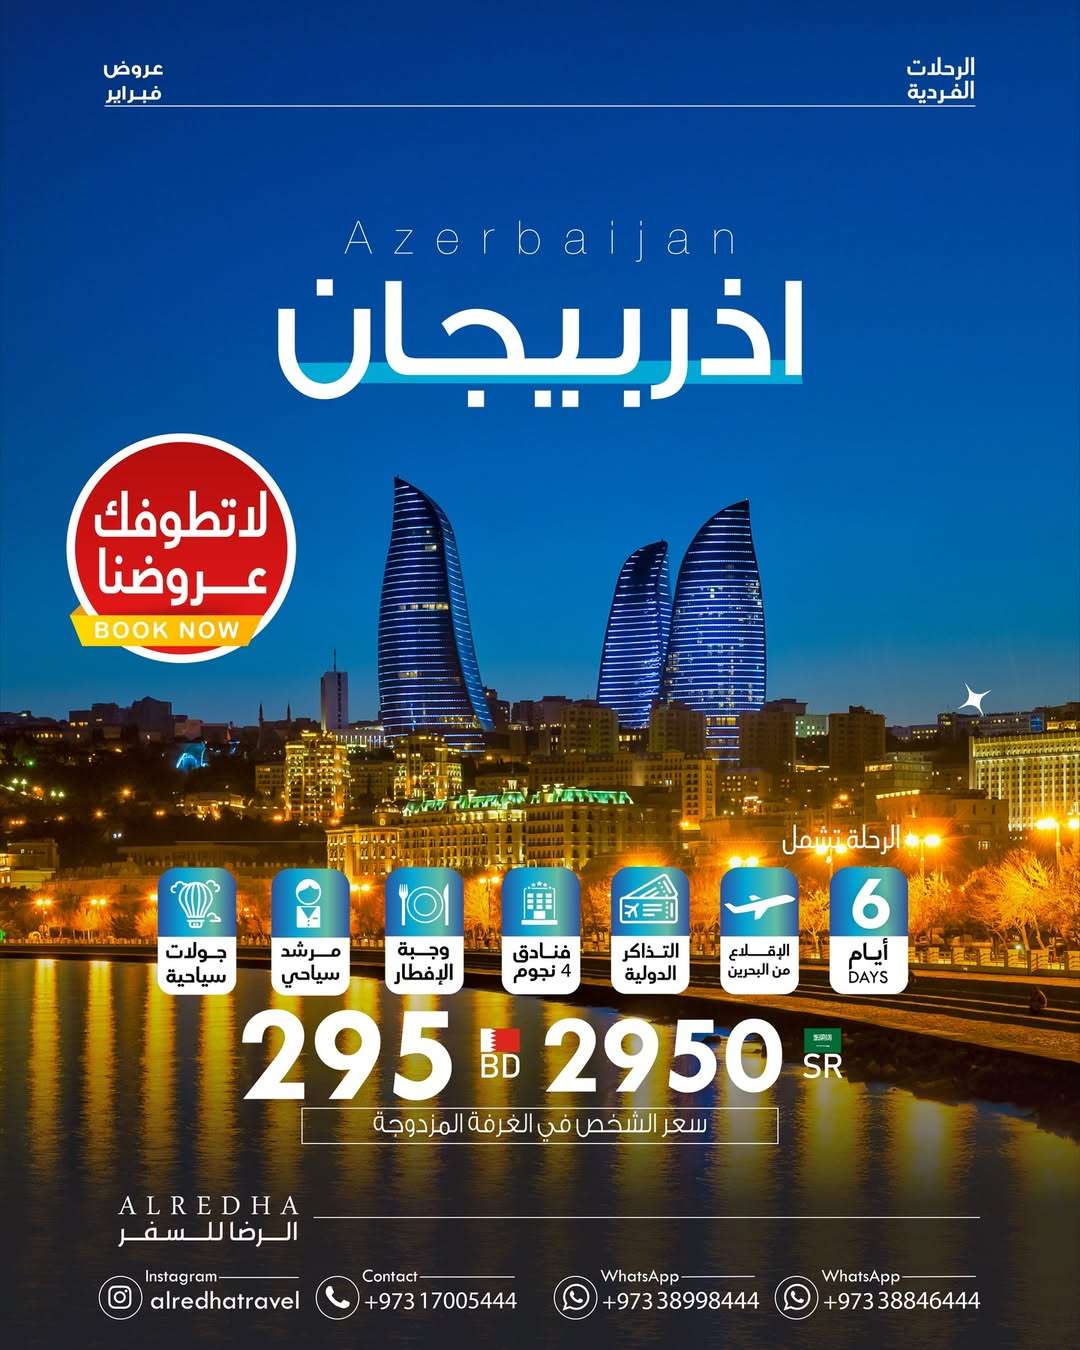 الرحلات
الفردية
عروض
فبراير
Azerbaijan
اذربيجان
لاتطوفك
عروضنا
BOOK NOW
الرحلة تشمل
6
أيام
DAYS
الإقلاع
من البحرين
التذاكر
الدولية
فنادق
4 نجوم
وجبة
الإفطار
مرشد
سياحي
جولات
سياحية
295 BD 2950 SR
سعر الشخص في الغرفة المزدوجة
ALREDHA
الرضا للسفر
Instagram
alredhatravel
Contact
+973 17005444
WhatsApp
+973 38998444
WhatsApp
+973 38846444